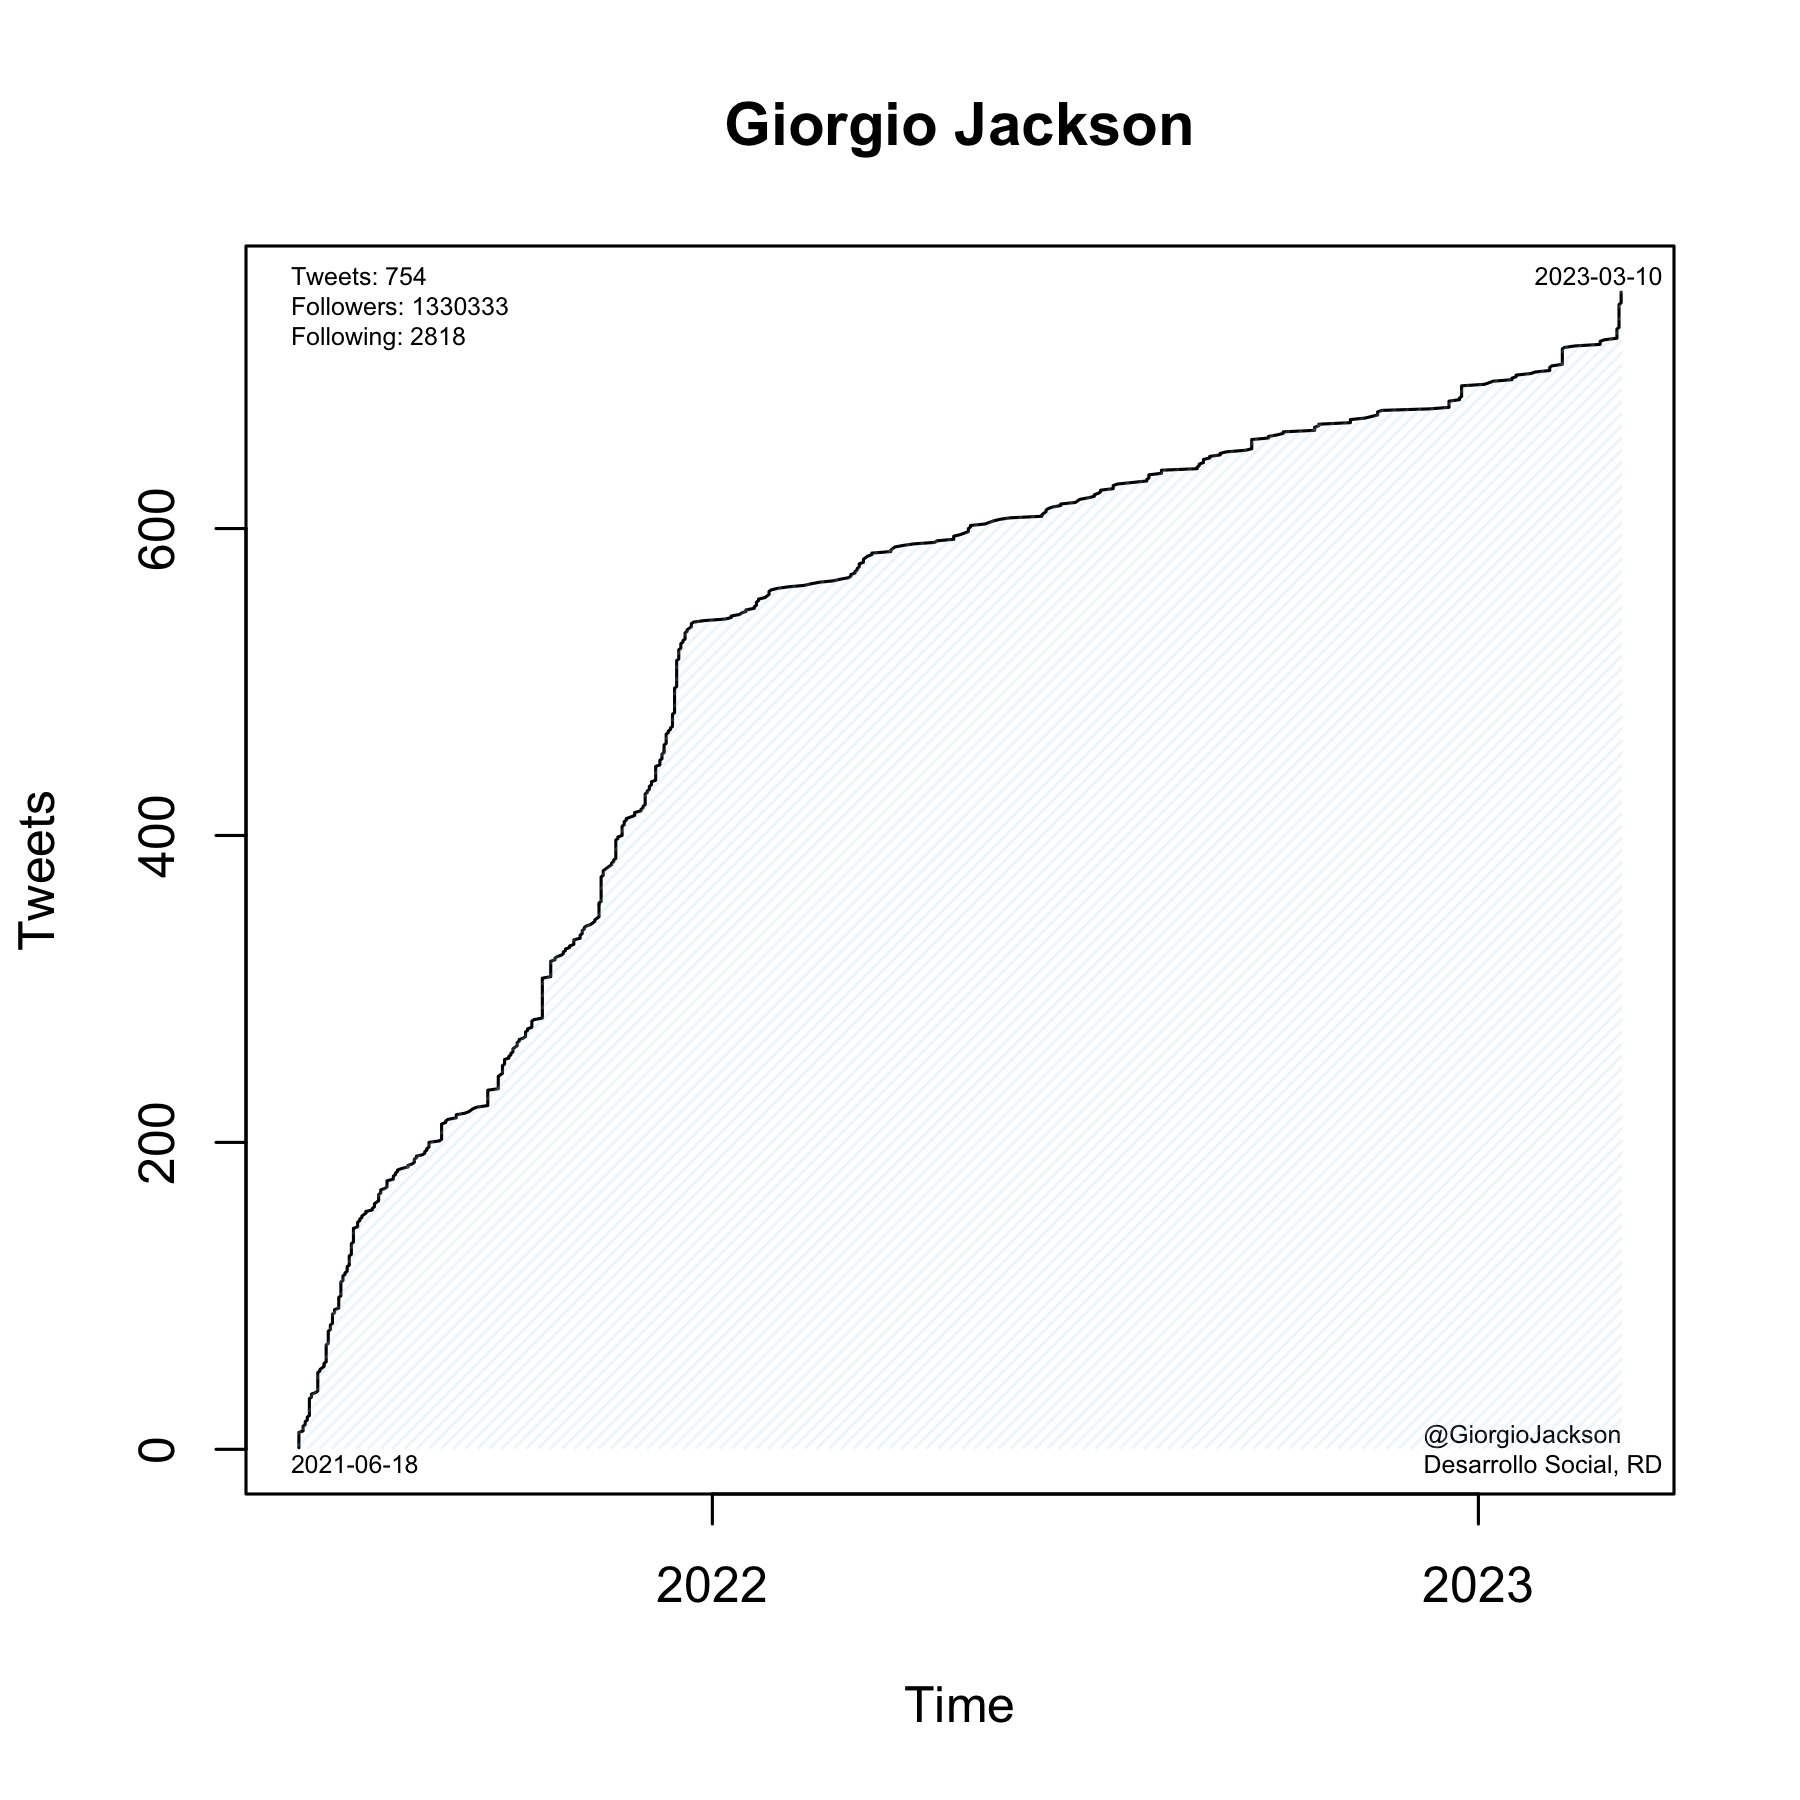 Giorgio Jackson
Tweets: 754
Followers: 1330333
Following: 2818
2023-03-10
600
400
200
0
Tweets
@GiorgioJackson
Desarrollo Social, RD
2021-06-18
2022
2023
Time